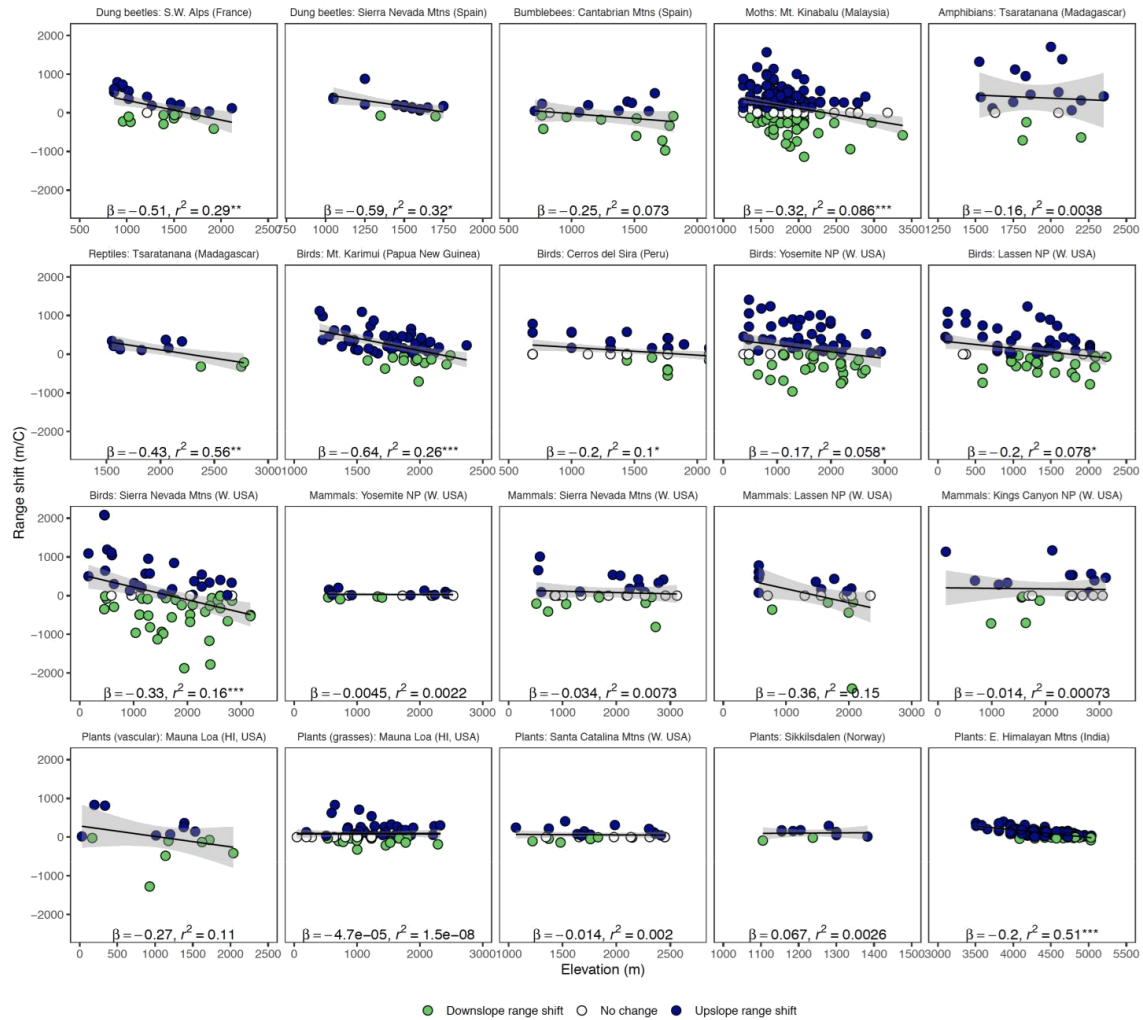 Dung beetles: S.W. Alps (France)
Dung beetles: Sierra Nevada Mtns (Spain)
Bumblebees: Cantabrian Mtns (Spain)
Moths: Mt. Kinabalu (Malaysia)
Amphibians: Tsaratanana (Madagascar)
2000
1000
0
−1000
−2000
β = −0.51, r² = 0.29**
β = −0.59, r² = 0.32*
β = −0.25, r² = 0.073
β = −0.32, r² = 0.086***
β = −0.16, r² = 0.0038
500 1000 1500 2000 2500
750 1000 1250 1500 1750 2000
500 1000 1500 2000
1000 1500 2000 2500 3000 3500
1250 1500 1750 2000 2250 2500
Reptiles: Tsaratanana (Madagascar)
Birds: Mt. Karimui (Papua New Guinea)
Birds: Cerros del Sira (Peru)
Birds: Yosemite NP (W. USA)
Birds: Lassen NP (W. USA)
2000
1000
0
−1000
−2000
β = −0.43, r² = 0.56**
β = −0.64, r² = 0.26***
β = −0.2, r² = 0.1*
β = −0.17, r² = 0.058*
β = −0.2, r² = 0.078*
1500 2000 2500 3000
1000 1500 2000 2500
500 1000 1500 2000
0 1000 2000 3000
0 500 1000 1500 2000 2500
Range shift (m/C)
Birds: Sierra Nevada Mtns (W. USA)
Mammals: Yosemite NP (W. USA)
Mammals: Sierra Nevada Mtns (W. USA)
Mammals: Lassen NP (W. USA)
Mammals: Kings Canyon NP (W. USA)
2000
1000
0
−1000
−2000
β = −0.33, r² = 0.16***
β = −0.0045, r² = 0.0022
β = −0.034, r² = 0.0073
β = −0.36, r² = 0.15
β = −0.014, r² = 0.00073
0 1000 2000 3000
0 1000 2000 3000
0 1000 2000 3000
0 1000 2000 3000
0 1000 2000 3000
Plants (vascular): Mauna Loa (HI, USA)
Plants (grasses): Mauna Loa (HI, USA)
Plants: Santa Catalina Mtns (W. USA)
Plants: Sikkilsdalen (Norway)
Plants: E. Himalayan Mtns (India)
2000
1000
0
−1000
−2000
β = −0.27, r² = 0.11
β = −4.7e−05, r² = 1.5e−08
β = −0.014, r² = 0.002
β = 0.067, r² = 0.0026
β = −0.2, r² = 0.51***
0 500 1000 1500 2000 2500
0 500 1000 1500 2000 2500 3000
1000 1500 2000 2500
1000 1100 1200 1300 1400 1500
3000 3500 4000 4500 5000 5500
Elevation (m)
Downslope range shift
No change
Upslope range shift